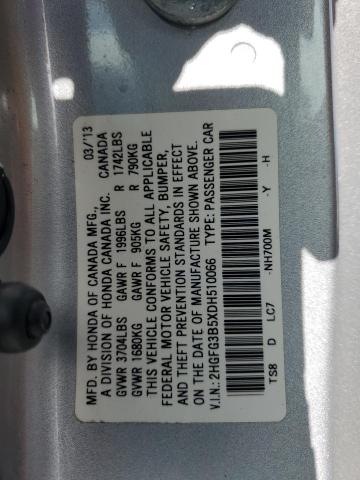 MFD. BY HONDA OF CANADA MFG., 03/'13
A DIVISION OF HONDA CANADA INC. CANADA
GVWR 3704LBS GAWR F 1996LBS R 1742LBS
GVWR 1680KG GAWR F 905KG R 790KG
THIS VEHICLE CONFORMS TO ALL APPLICABLE
FEDERAL MOTOR VEHICLE SAFETY, BUMPER,
AND THEFT PREVENTION STANDARDS IN EFFECT
ON THE DATE OF MANUFACTURE SHOWN ABOVE.
V.I.N.: 2HGFG3B5XDH510066 TYPE: PASSENGER CAR
TS8 D LC7 -NH700M -Y -H